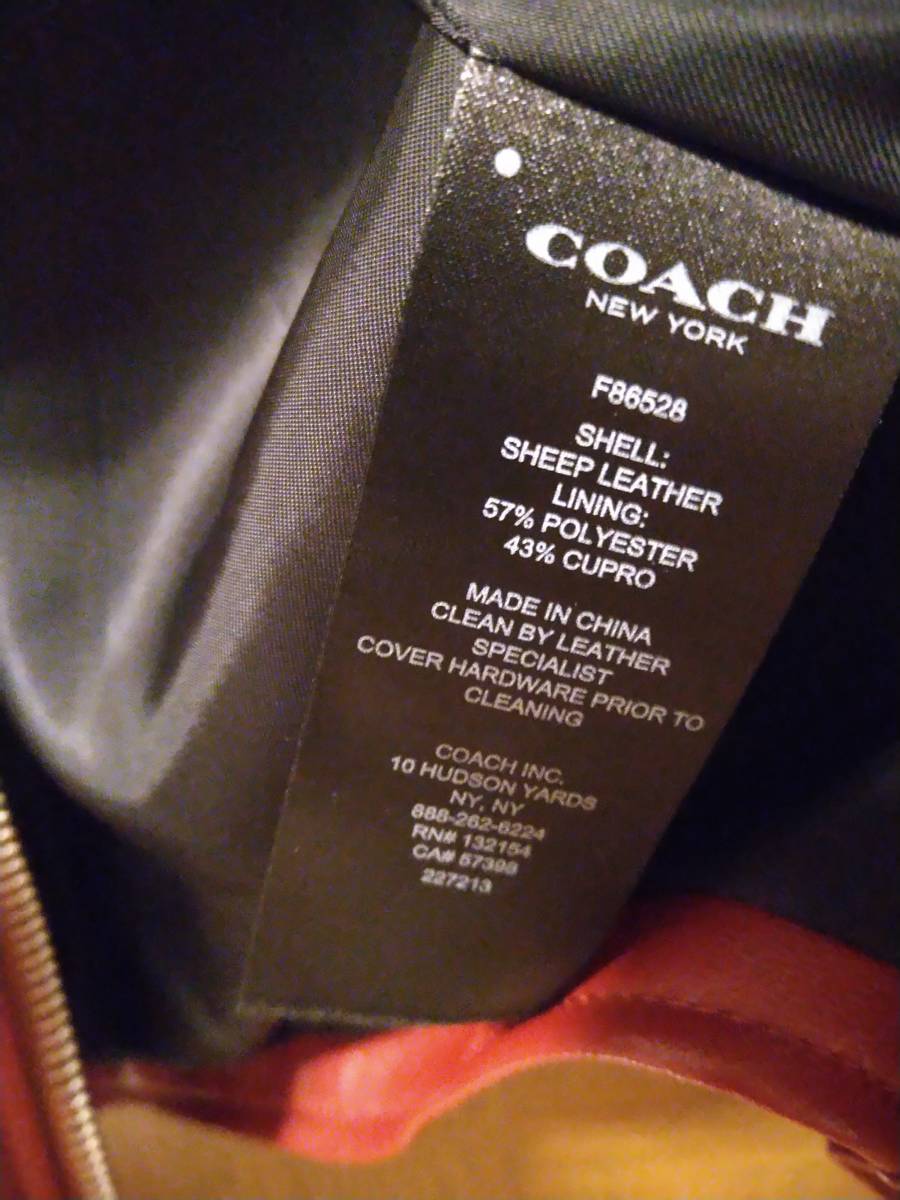 COACH
NEW YORK
F86528
SHELL:
SHEEP LEATHER
LINING:
57% POLYESTER
43% CUPRO
MADE IN CHINA
CLEAN BY LEATHER
SPECIALIST
COVER HARDWARE PRIOR TO
CLEANING
COACH INC.
10 HUDSON YARDS
NY, NY
888-262-6224
RN# 132154
CA# 57398
227213